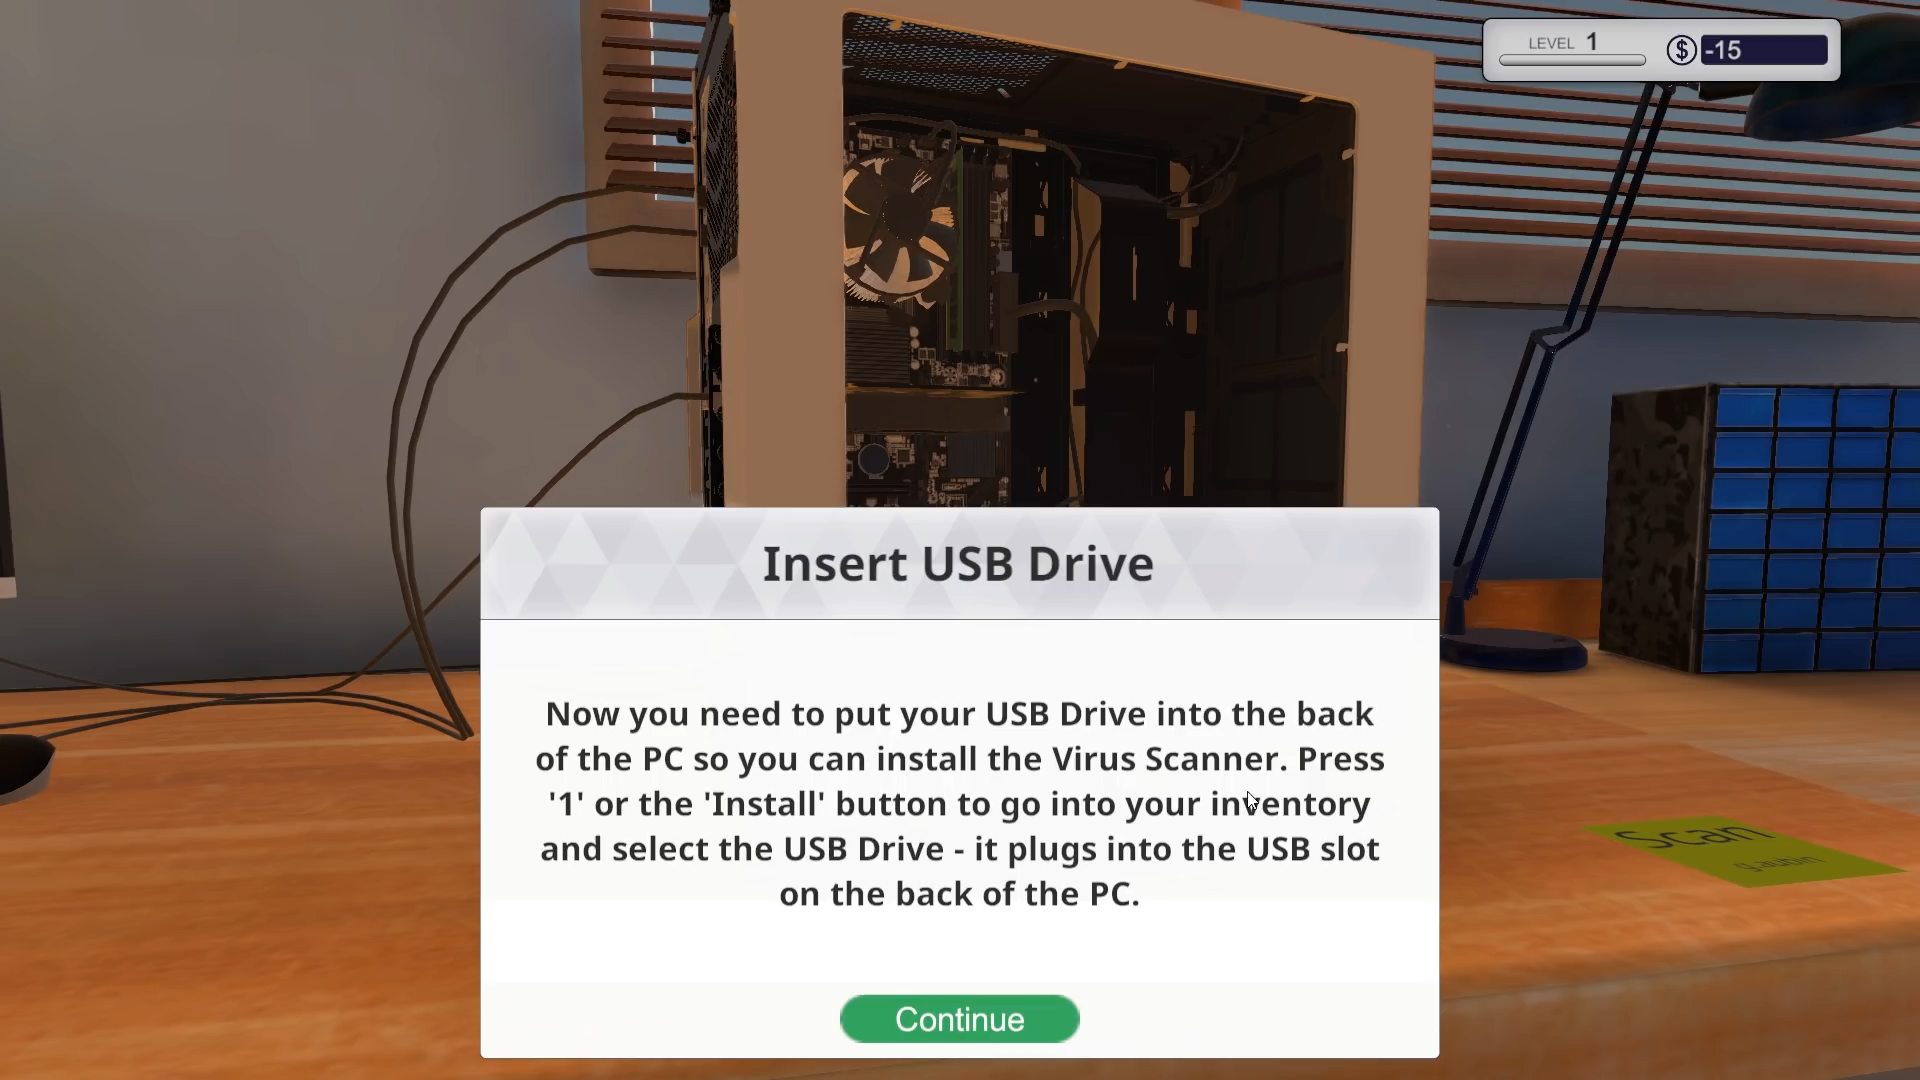 LEVEL 1
$ -15
Insert USB Drive
Now you need to put your USB Drive into the back
of the PC so you can install the Virus Scanner. Press
'1' or the 'Install' button to go into your inventory
and select the USB Drive - it plugs into the USB slot
on the back of the PC.
Scan
Continue